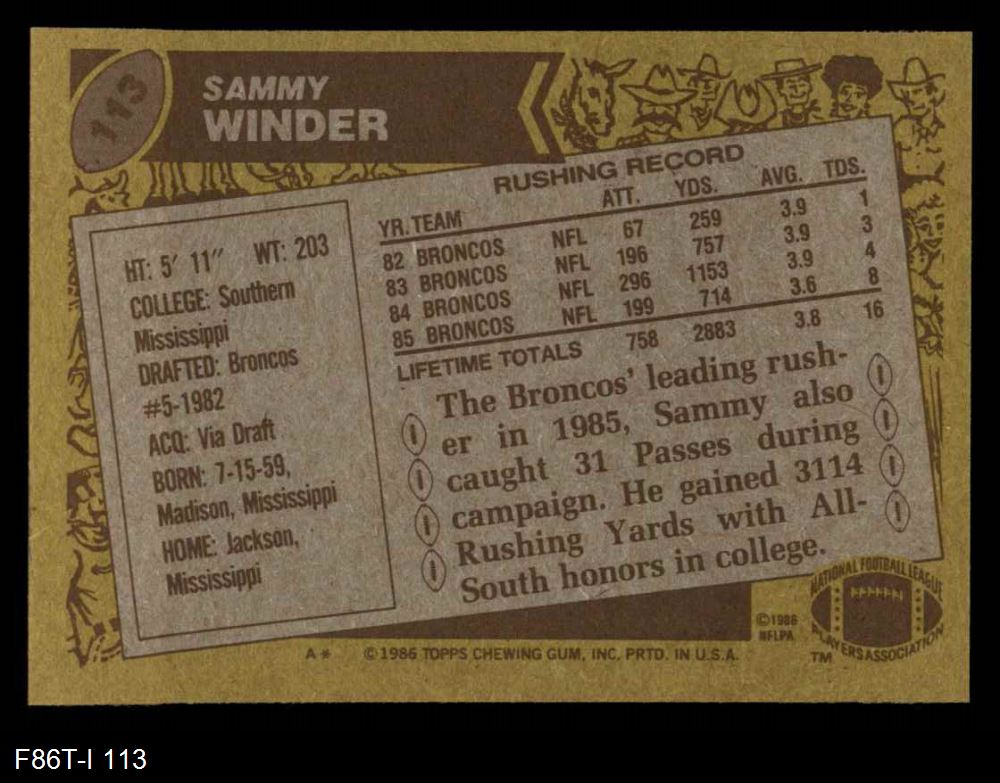 113
SAMMY
WINDER
HT: 5′ 11″ WT: 203
COLLEGE: Southern
Mississippi
DRAFTED: Broncos
#5-1982
ACQ: Via Draft
BORN: 7-15-59,
Madison, Mississippi
HOME: Jackson,
Mississippi
RUSHING RECORD
YR. TEAM ATT. YDS. AVG. TDS.
82 BRONCOS NFL 67 259 3.9 1
83 BRONCOS NFL 196 757 3.9 3
84 BRONCOS NFL 296 1153 3.9 4
85 BRONCOS NFL 199 714 3.6 8
LIFETIME TOTALS 758 2883 3.8 16
The Broncos' leading rush-
er in 1985, Sammy also
caught 31 Passes during
campaign. He gained 3114
Rushing Yards with All-
South honors in college.
©1986
NFLPA
NATIONAL FOOTBALL LEAGUE
PLAYERS ASSOCIATION
TM
A* ©1986 TOPPS CHEWING GUM, INC. PRTD. IN U.S.A.
F86T-I 113